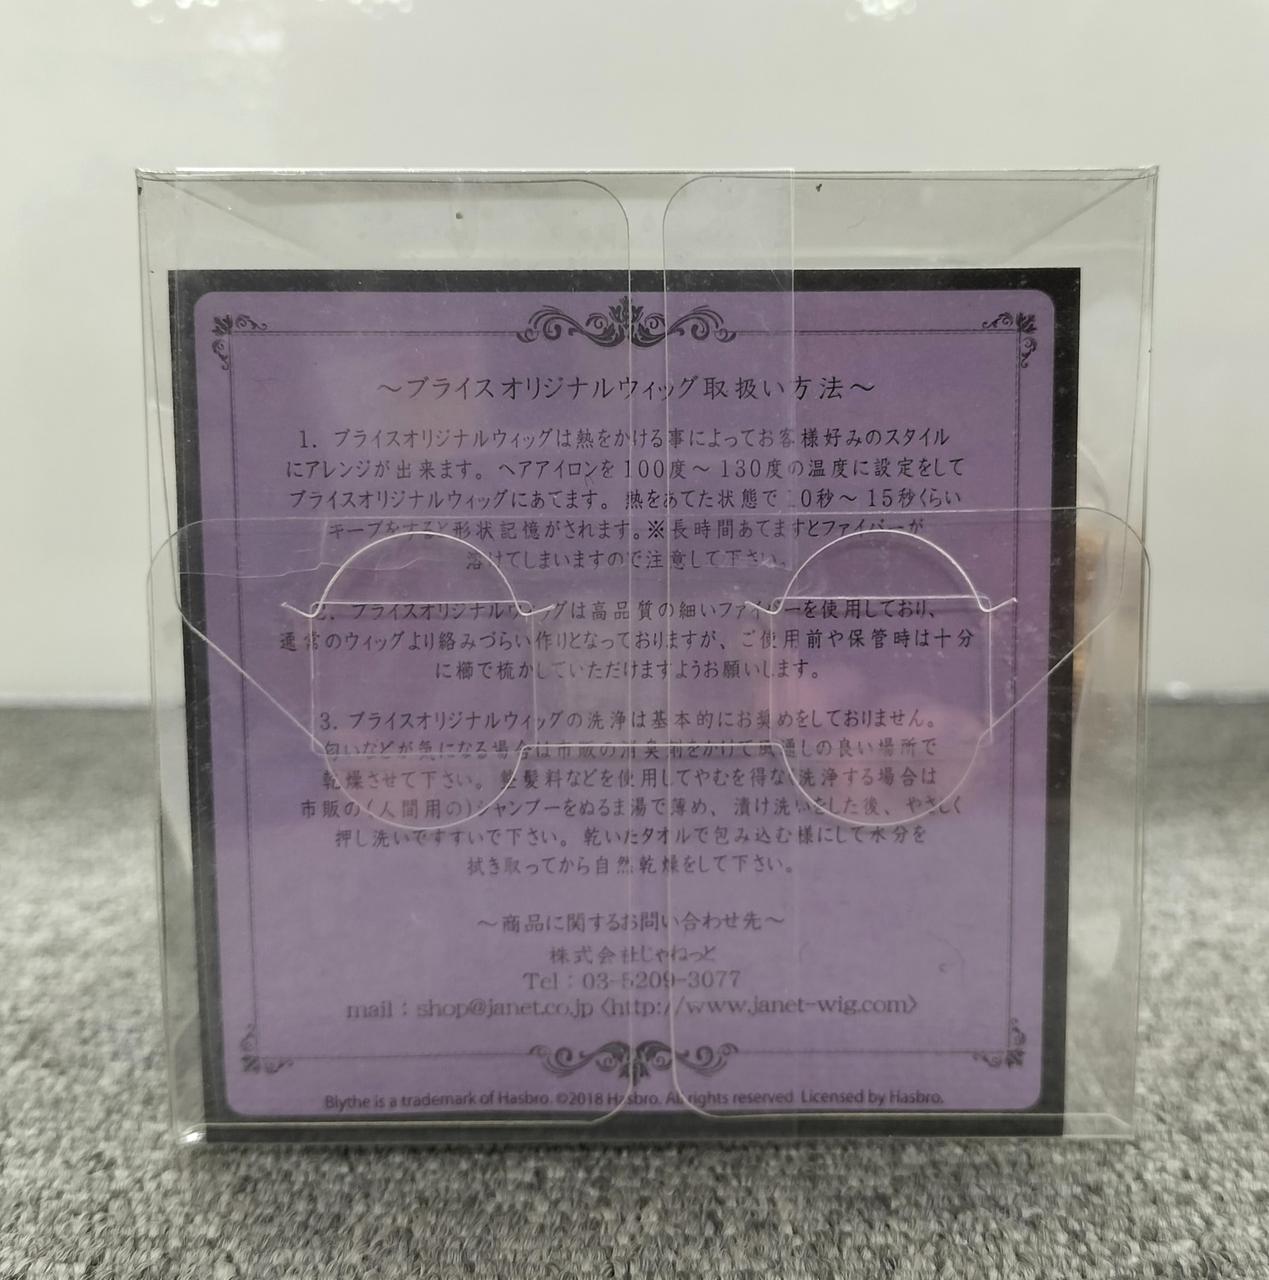 ～ブライスオリジナルウィッグ取扱い方法～
1．ブライスオリジナルウィッグは熱をかける事によってお客様好みのスタイル
にアレンジが出来ます。ヘアアイロンを100度～130度の温度に設定をして
ブライスオリジナルウィッグにあてます。熱をあてた状態で10秒～15秒くらい
キープをすると形状記憶がされます。※長時間あてますとファイバーが
溶けてしまいますので注意して下さい。
2．ブライスオリジナルウィッグは高品質の細いファイバーを使用しており、
通常のウィッグより絡みづらい作りとなっておりますが、ご使用前や保管時は十分
に櫛で梳かしていただけますようお願いします。
3．ブライスオリジナルウィッグの洗浄は基本的にお奨めをしておりません。
匂いなどが気になる場合は市販の消臭剤をかけて風通しの良い場所で
乾燥させて下さい。整髪料などを使用してやむを得ない洗浄する場合は
市販の(人間用の)シャンプーをぬるま湯で薄め、漬け洗いをした後、やさしく
押し洗いですすいで下さい。乾いたタオルで包み込む様にして水分を
拭き取ってから自然乾燥をして下さい。
～商品に関するお問い合わせ先～
株式会社じゃねっと
Tel：03-5209-3077
mail：shop@janet.co.jp〈http://www.janet-wig.com〉
Blythe is a trademark of Hasbro. ©2018 Hasbro. All rights reserved. Licensed by Hasbro.